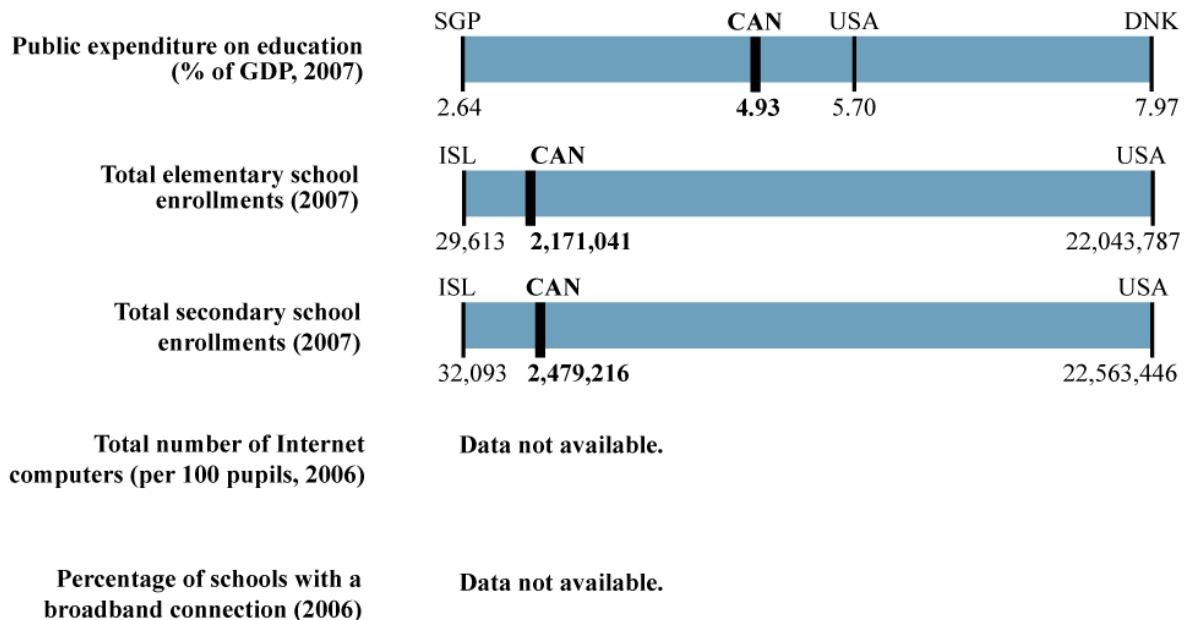 SGP CAN USA DNK
Public expenditure on education
(% of GDP, 2007)
2.64 4.93 5.70 7.97
ISL CAN USA
Total elementary school
enrollments (2007)
29,613 2,171,041 22,043,787
ISL CAN USA
Total secondary school
enrollments (2007)
32,093 2,479,216 22,563,446
Total number of Internet Data not available.
computers (per 100 pupils, 2006)
Percentage of schools with a Data not available.
broadband connection (2006)